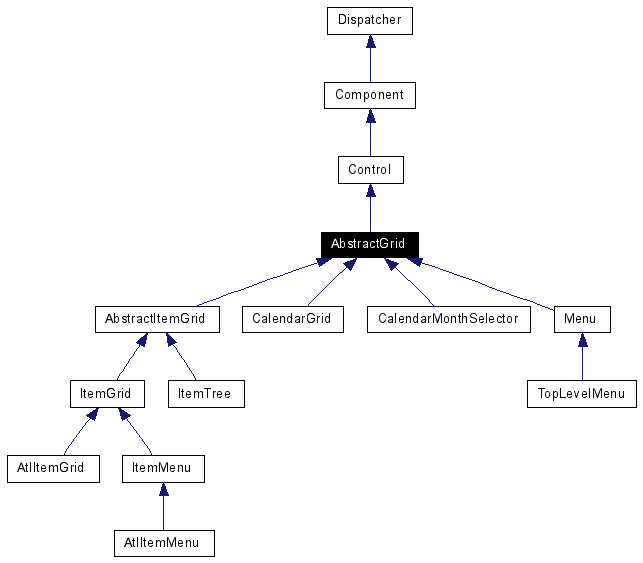 Dispatcher
Component
Control
AbstractGrid
AbstractItemGrid
CalendarGrid
CalendarMonthSelector
Menu
ItemGrid
ItemTree
TopLevelMenu
AtlItemGrid
ItemMenu
AtlItemMenu